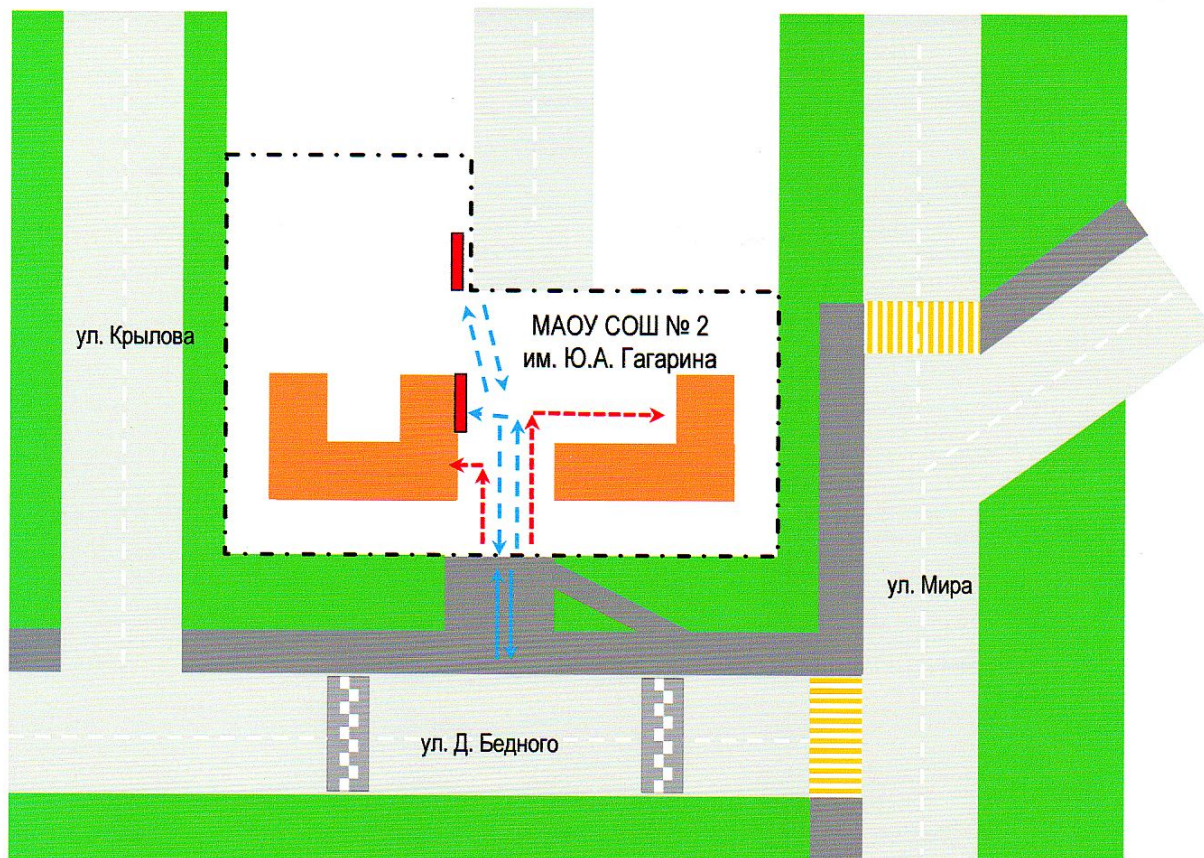 МАОУ СОШ № 2
им. Ю.А. Гагарина
ул. Крылова
ул. Мира
ул. Д. Бедного